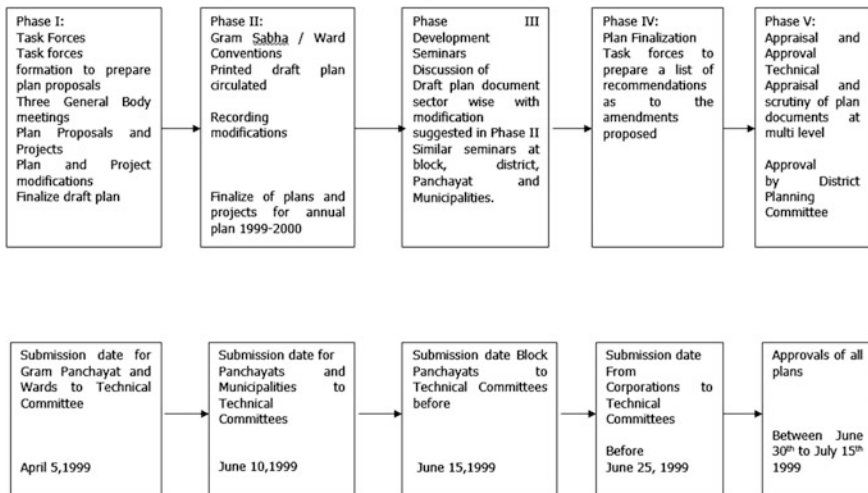 Phase I:
Task Forces
Task forces
formation to prepare
plan proposals
Three General Body
meetings
Plan Proposals and
Projects
Plan and Project
modifications
Finalize draft plan
Phase II:
Gram Sabha / Ward
Conventions
Printed draft plan
circulated
Recording
modifications
Finalize of plans and
projects for annual
plan 1999-2000
Phase III
Development
Seminars
Discussion of
Draft plan document
sector wise with
modification
suggested in Phase II
Similar seminars at
block, district,
Panchayat and
Municipalities.
Phase IV:
Plan Finalization
Task forces to
prepare a list of
recommendations
as to the
amendments
proposed
Phase V:
Appraisal and
Approval
Technical
Appraisal and
scrutiny of plan
documents at
multi level
Approval
by District
Planning
Committee
Submission date for
Gram Panchayat and
Wards to Technical
Committee
April 5,1999
Submission date for
Panchayats and
Municipalities to
Technical
Committees
June 10,1999
Submission date Block
Panchayats to
Technical Committees
before
June 15,1999
Submission date
From
Corporations to
Technical
Committees
Before
June 25, 1999
Approvals of all
plans
Between June
30th to July 15th
1999